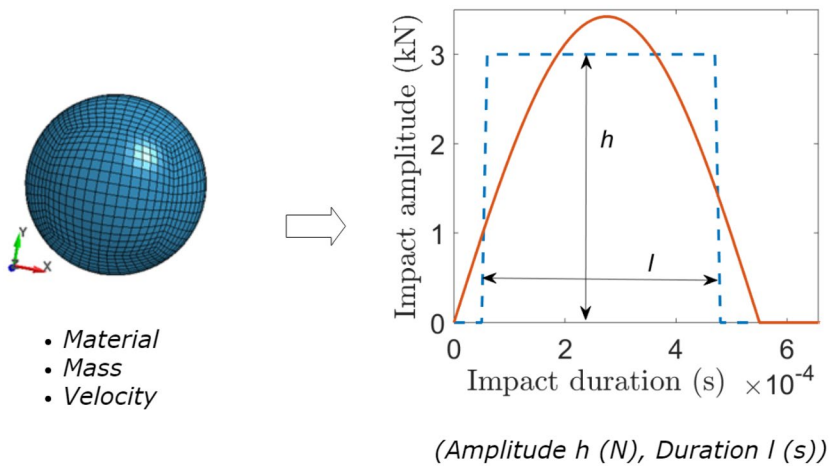 Y
X
• Material
• Mass
• Velocity
Impact amplitude (kN)
3
2
1
0
h
l
0 2 4 6
Impact duration (s) ×10⁻⁴
(Amplitude h (N), Duration l (s))